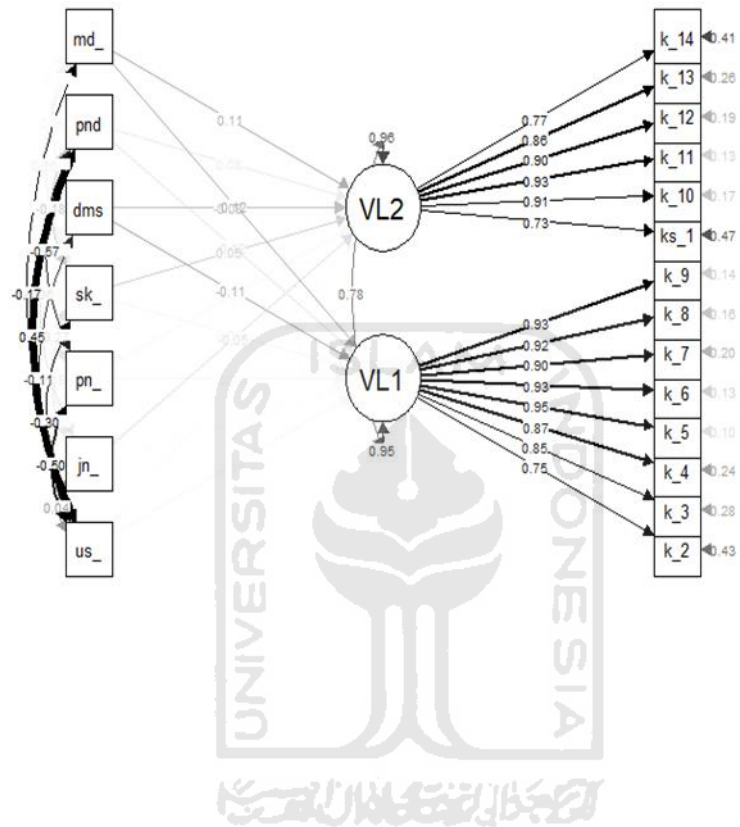 md_
pnd
dms
sk_
pn_
jn_
us_
-0.57
-0.17
0.45
-0.11
-0.30
-0.50
0.04
0.11
0.05
-0.11
-0.05
0.96
VL2
0.78
VL1
0.95
0.77
0.86
0.90
0.93
0.91
0.73
0.93
0.92
0.90
0.93
0.95
0.87
0.85
0.75
k_14 0.41
k_13 0.26
k_12 0.19
k_11 0.13
k_10 0.17
ks_1 0.47
k_9 0.14
k_8 0.16
k_7 0.20
k_6 0.13
k_5 0.10
k_4 0.24
k_3 0.28
k_2 0.43
UNIVERSITAS
ISLAM
INDONESIA